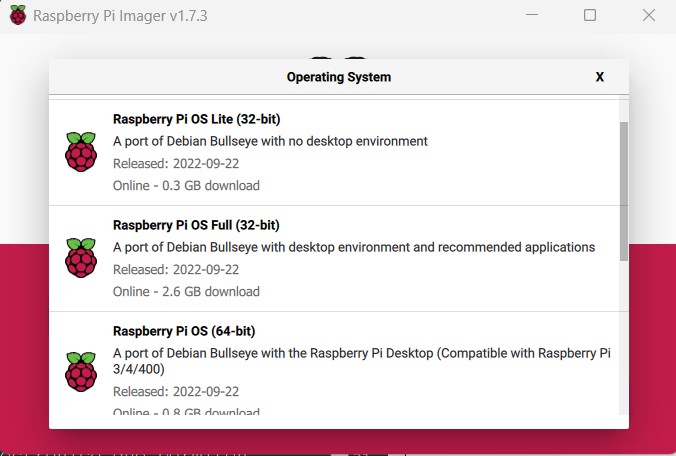 Raspberry Pi Imager v1.7.3
Operating System
X
Raspberry Pi OS Lite (32-bit)
A port of Debian Bullseye with no desktop environment
Released: 2022-09-22
Online - 0.3 GB download
Raspberry Pi OS Full (32-bit)
A port of Debian Bullseye with desktop environment and recommended applications
Released: 2022-09-22
Online - 2.6 GB download
Raspberry Pi OS (64-bit)
A port of Debian Bullseye with the Raspberry Pi Desktop (Compatible with Raspberry Pi
3/4/400)
Released: 2022-09-22
Online - 0.8 GB download